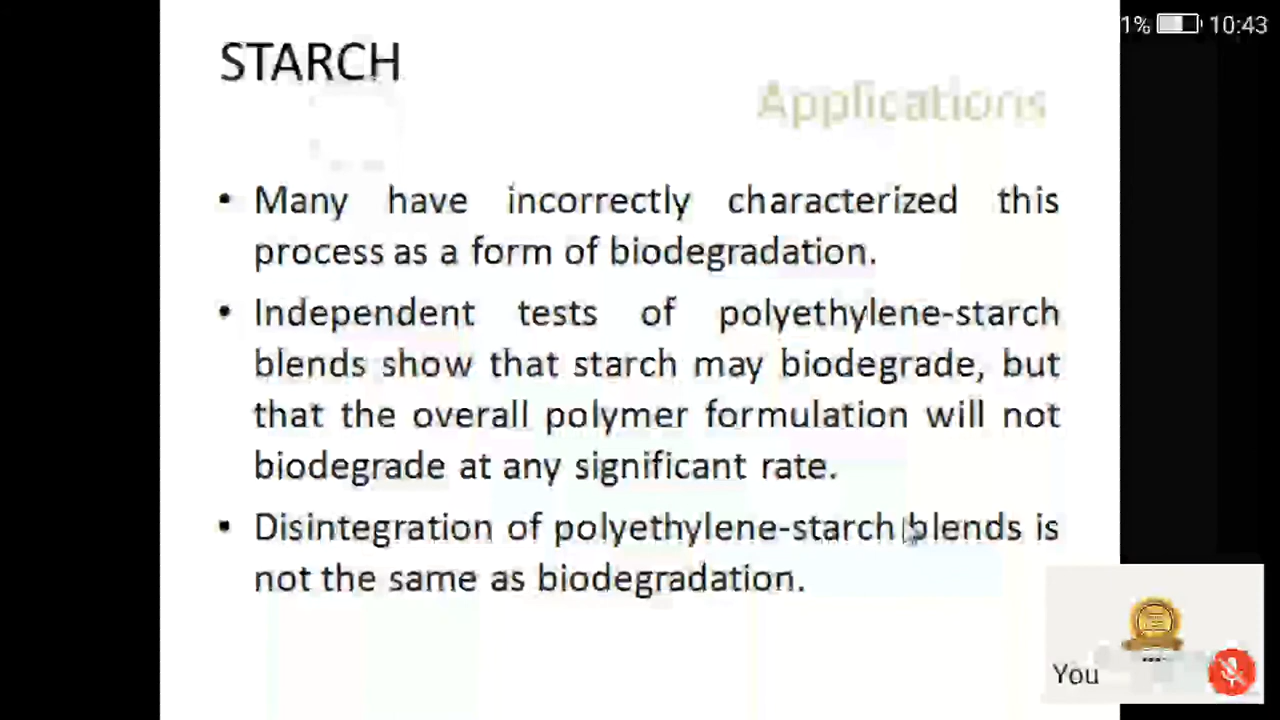 STARCH
1% 10:43
Applications
• Many have incorrectly characterized this
process as a form of biodegradation.
• Independent tests of polyethylene-starch
blends show that starch may biodegrade, but
that the overall polymer formulation will not
biodegrade at any significant rate.
• Disintegration of polyethylene-starch blends is
not the same as biodegradation.
You